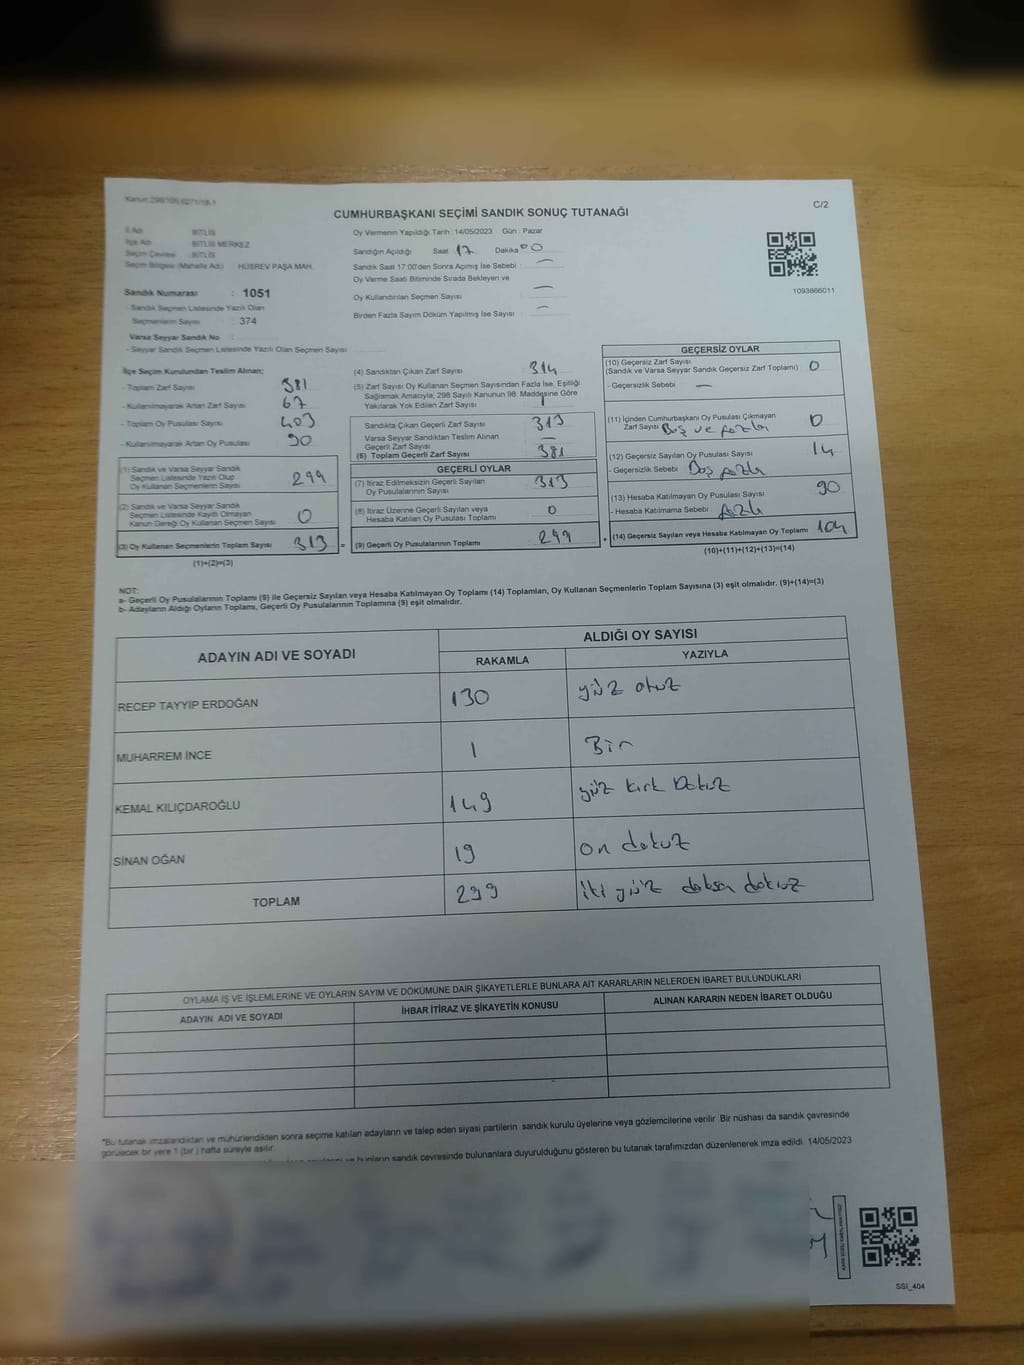 Kanun:298/109,6271/19-1
C/2
CUMHURBAŞKANI SEÇİMİ SANDIK SONUÇ TUTANAĞI
İl Adı : BİTLİS
İlçe Adı : BİTLİS MERKEZ
Seçim Çevresi : BİTLİS
Seçim Bölgesi (Mahalle Adı) : HÜSREV PAŞA MAH.
Sandık Numarası : 1051
- Sandık Seçmen Listesinde Yazılı Olan
Seçmenlerin Sayısı : 374
Varsa Seyyar Sandık No :
- Seyyar Sandık Seçmen Listesinde Yazılı Olan Seçmen Sayısı
Oy Vermenin Yapıldığı Tarih :14/05/2023 Gün : Pazar
Sandığın Açıldığı Saat 17 Dakika 00
Sandık Saat 17:00'den Sonra Açmış İse Sebebi : —
Oy Verme Saati Bitiminde Sırada Bekleyen ve
Oy Kullandırılan Seçmen Sayısı —
Birden Fazla Sayım Döküm Yapılmış İse Sayısı : —
1093666011
İlçe Seçim Kurulundan Teslim Alınan;
- Toplam Zarf Sayısı 381
- Kullanılmayarak Artan Zarf Sayısı 67
- Toplam Oy Pusulası Sayısı 403
- Kullanılmayarak Artan Oy Pusulası 90
(1) Sandık ve Varsa Seyyar Sandık
Seçmen Listesinde Yazılı Olup
Oy Kullanan Seçmenlerin Sayısı 299
(2) Sandık ve Varsa Seyyar Sandık
Seçmen Listesinde Kayıtlı Olmayan
Kanun Gereği Oy Kullanan Seçmen Sayısı 0
(3) Oy Kullanan Seçmenlerin Toplam Sayısı 313 =
(1)+(2)=(3)
(4) Sandıktan Çıkan Zarf Sayısı 314
(5) Zarf Sayısı Oy Kullanan Seçmen Sayısından Fazla İse, Eşitliği
Sağlamak Amacıyla; 298 Sayılı Kanunun 98. Maddesine Göre
Yakılarak Yok Edilen Zarf Sayısı 1
Sandıkta Çıkan Geçerli Zarf Sayısı 313
Varsa Seyyar Sandıktan Teslim Alınan
Geçerli Zarf Sayısı —
(6) Toplam Geçerli Zarf Sayısı 381
GEÇERLİ OYLAR
(7) İtiraz Edilmeksizin Geçerli Sayılan
Oy Pusulalarının Sayısı 313
(8) İtiraz Üzerine Geçerli Sayılan veya
Hesaba Katılan Oy Pusulası Toplamı 0
(9) Geçerli Oy Pusulalarının Toplamı 299 +
GEÇERSİZ OYLAR
(10) Geçersiz Zarf Sayısı
(Sandık ve Varsa Seyyar Sandık Geçersiz Zarf Toplamı) 0
- Geçersizlik Sebebi —
(11) İçinden Cumhurbaşkanı Oy Pusulası Çıkmayan
Zarf Sayısı Boş ve fazla 0
(12) Geçersiz Sayılan Oy Pusulası Sayısı 14
- Geçersizlik Sebebi Boş fazla
(13) Hesaba Katılmayan Oy Pusulası Sayısı 90
- Hesaba Katılmama Sebebi fazla
(14) Geçersiz Sayılan veya Hesaba Katılmayan Oy Toplamı 104
(10)+(11)+(12)+(13)=(14)
NOT:
a- Geçerli Oy Pusulalarının Toplamı (9) ile Geçersiz Sayılan veya Hesaba Katılmayan Oy Toplamı (14) Toplamları, Oy Kullanan Seçmenlerin Toplam Sayısına (3) eşit olmalıdır. (9)+(14)=(3)
b- Adayların Aldığı Oyların Toplamı, Geçerli Oy Pusulalarının Toplamına (9) eşit olmalıdır.
ADAYIN ADI VE SOYADI
ALDIĞI OY SAYISI
RAKAMLA YAZIYLA
RECEP TAYYİP ERDOĞAN 130 yüz otuz
MUHARREM İNCE 1 Bir
KEMAL KILIÇDAROĞLU 149 yüz kırk Dokuz
SİNAN OĞAN 19 on dokuz
TOPLAM 299 iki yüz doksan dokuz
OYLAMA İŞ VE İŞLEMLERİNE VE OYLARIN SAYIM VE DÖKÜMÜNE DAİR ŞİKAYETLERLE BUNLARA AİT KARARLARIN NELERDEN İBARET BULUNDUKLARI
ADAYIN ADI VE SOYADI İHBAR İTİRAZ VE ŞİKAYETİN KONUSU ALINAN KARARIN NEDEN İBARET OLDUĞU
*Bu tutanak imzalandıktan ve mühürlendikten sonra seçime katılan adayların ve talep eden siyasi partilerin sandık kurulu üyelerine veya gözlemcilerine verilir. Bir nüshası da sandık çevresinde
görülecek bir yere 1 (bir) hafta süreyle asılır.
ve bunların sandık çevresinde bulunanlara duyurulduğunu gösteren bu tutanak tarafımızdan düzenlenerek imza edildi. 14/05/2023
SSİ_404